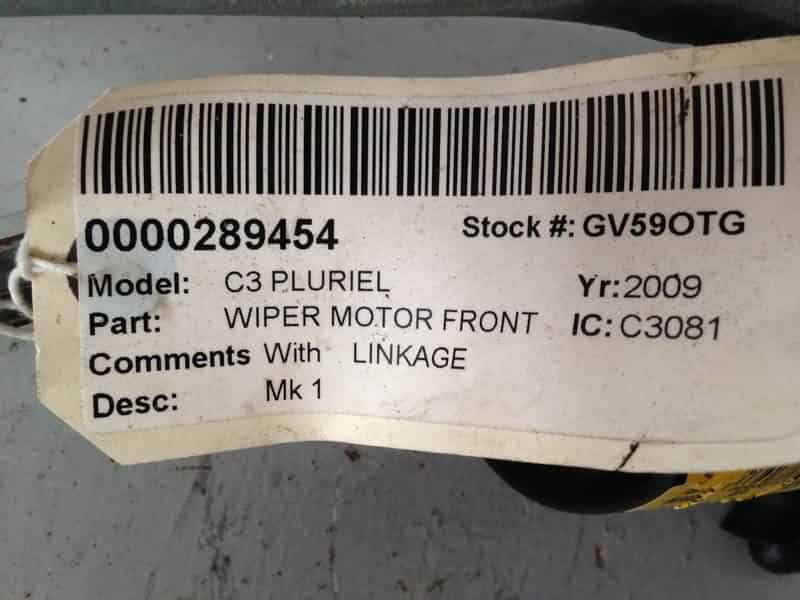 0000289454 Stock #: GV59OTG
Model: C3 PLURIEL Yr: 2009
Part: WIPER MOTOR FRONT IC: C3081
Comments With LINKAGE
Desc: Mk 1